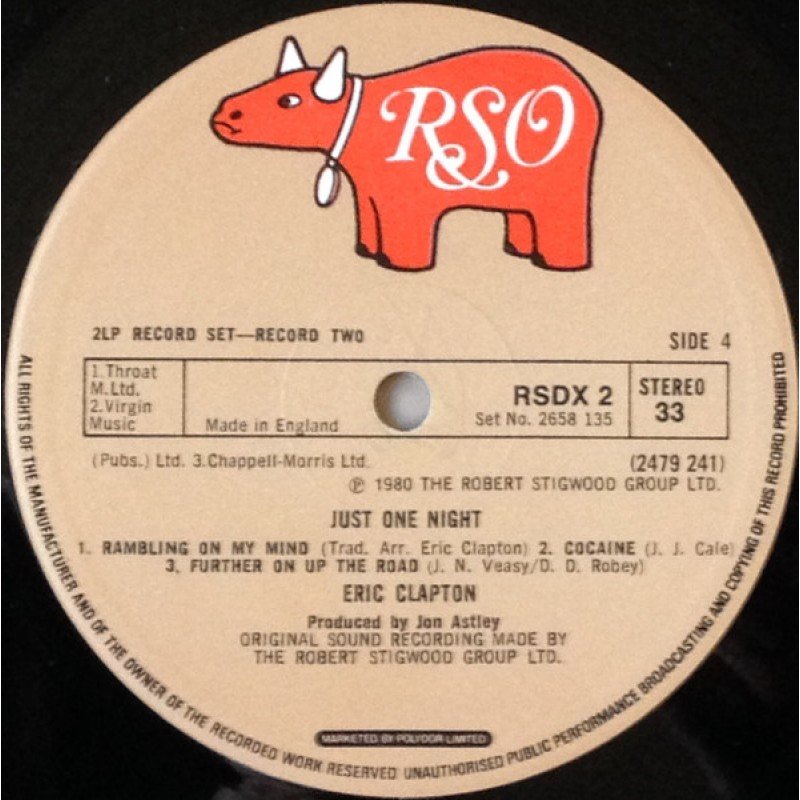 RSO
2LP RECORD SET—RECORD TWO
SIDE 4
1. Throat
M.Ltd.
2. Virgin
Music
Made in England
RSDX 2
Set No. 2658 135
STEREO
33
(Pubs.) Ltd. 3.Chappell-Morris Ltd.
(2479 241)
℗ 1980 THE ROBERT STIGWOOD GROUP LTD.
JUST ONE NIGHT
1. RAMBLING ON MY MIND (Trad. Arr. Eric Clapton) 2. COCAINE (J. J. Cale)
3. FURTHER ON UP THE ROAD (J. N. Veasy/D. D. Robey)
ERIC CLAPTON
Produced by Jon Astley
ORIGINAL SOUND RECORDING MADE BY
THE ROBERT STIGWOOD GROUP LTD.
MARKETED BY POLYDOR LIMITED
ALL RIGHTS OF THE MANUFACTURER AND OF THE OWNER OF THE RECORDED WORK RESERVED UNAUTHORISED PUBLIC PERFORMANCE BROADCASTING AND COPYING OF THIS RECORD PROHIBITED